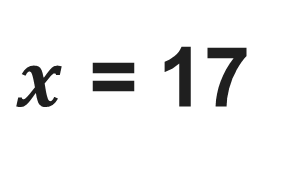 x = 17